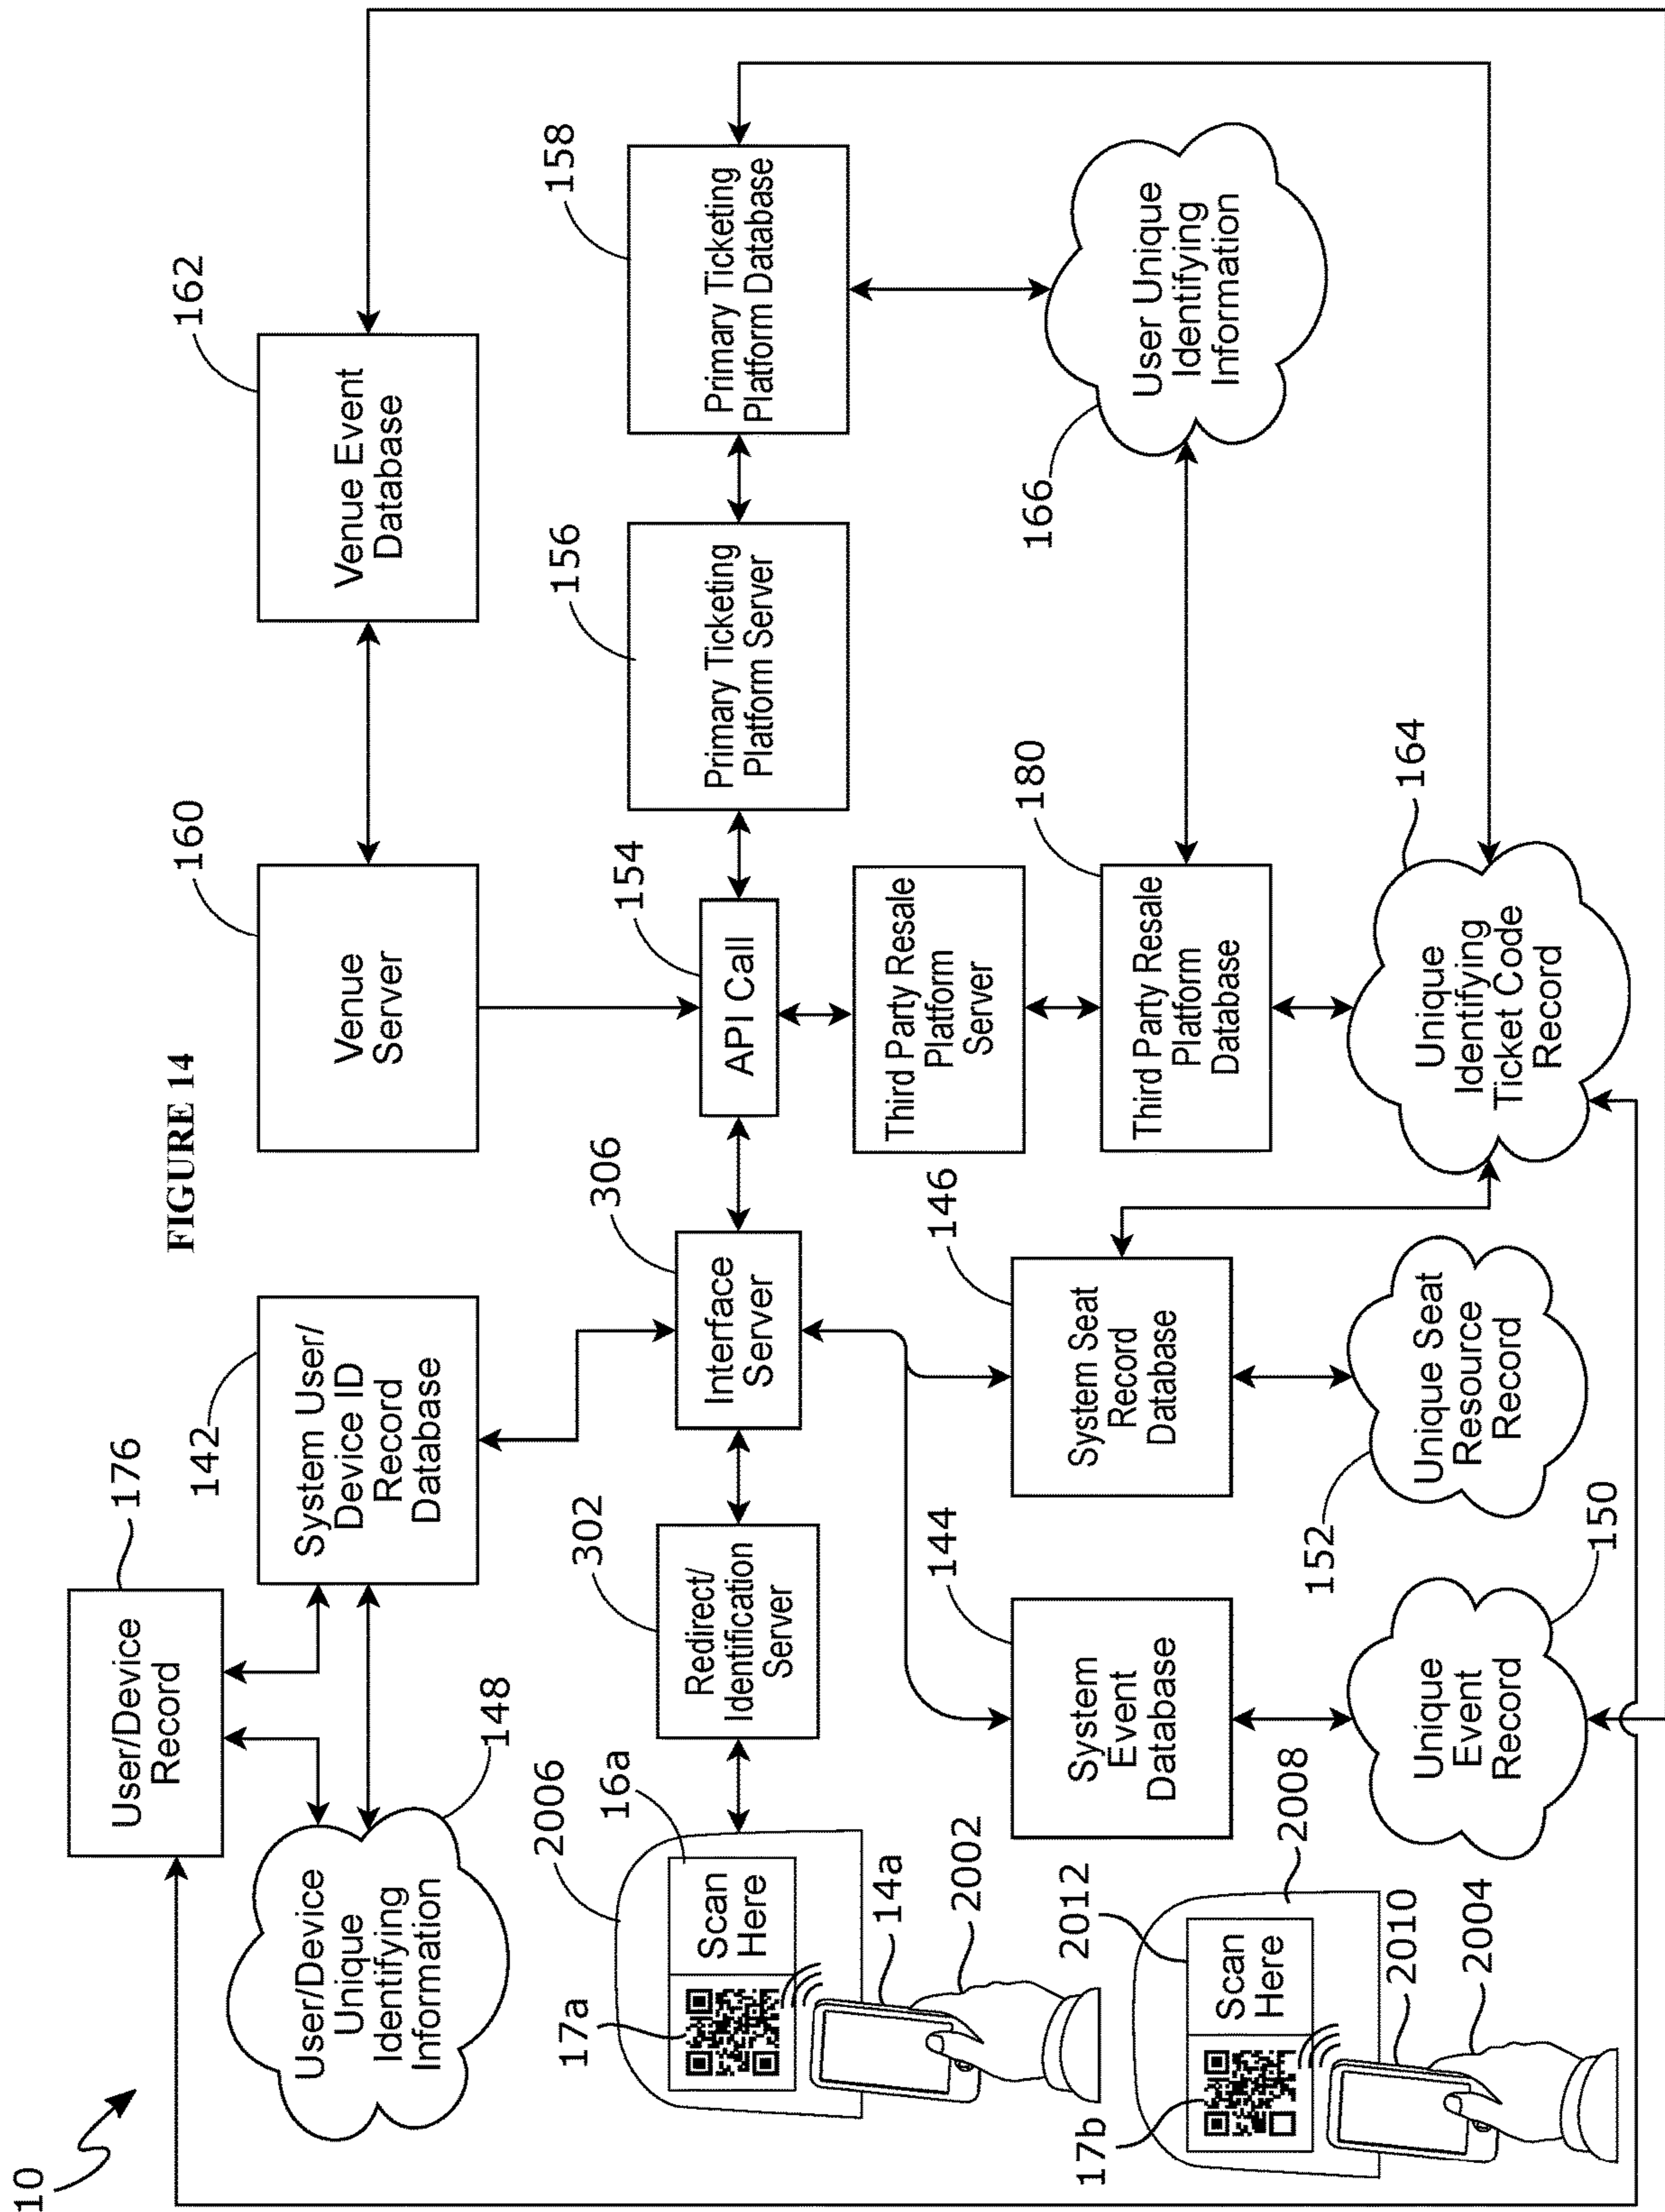 FIGURE 14
10
176
User/Device
Record
142
System User/
Device ID
Record
Database
160
Venue
Server
162
Venue Event
Database
User/Device
Unique
Identifying
Information
148
2006
16a
17a
Scan
Here
14a
2002
302
Redirect/
Identification
Server
306
Interface
Server
154
API Call
156
Primary Ticketing
Platform Server
158
Primary Ticketing
Platform Database
Third Party Resale
Platform
Server
180
Third Party Resale
Platform
Database
166
User Unique
Identifying
Information
144
System
Event
Database
146
System Seat
Record
Database
164
Unique
Identifying
Ticket Code
Record
2012
2008
17b
Scan
Here
2010
2004
150
Unique
Event
Record
152
Unique Seat
Resource
Record